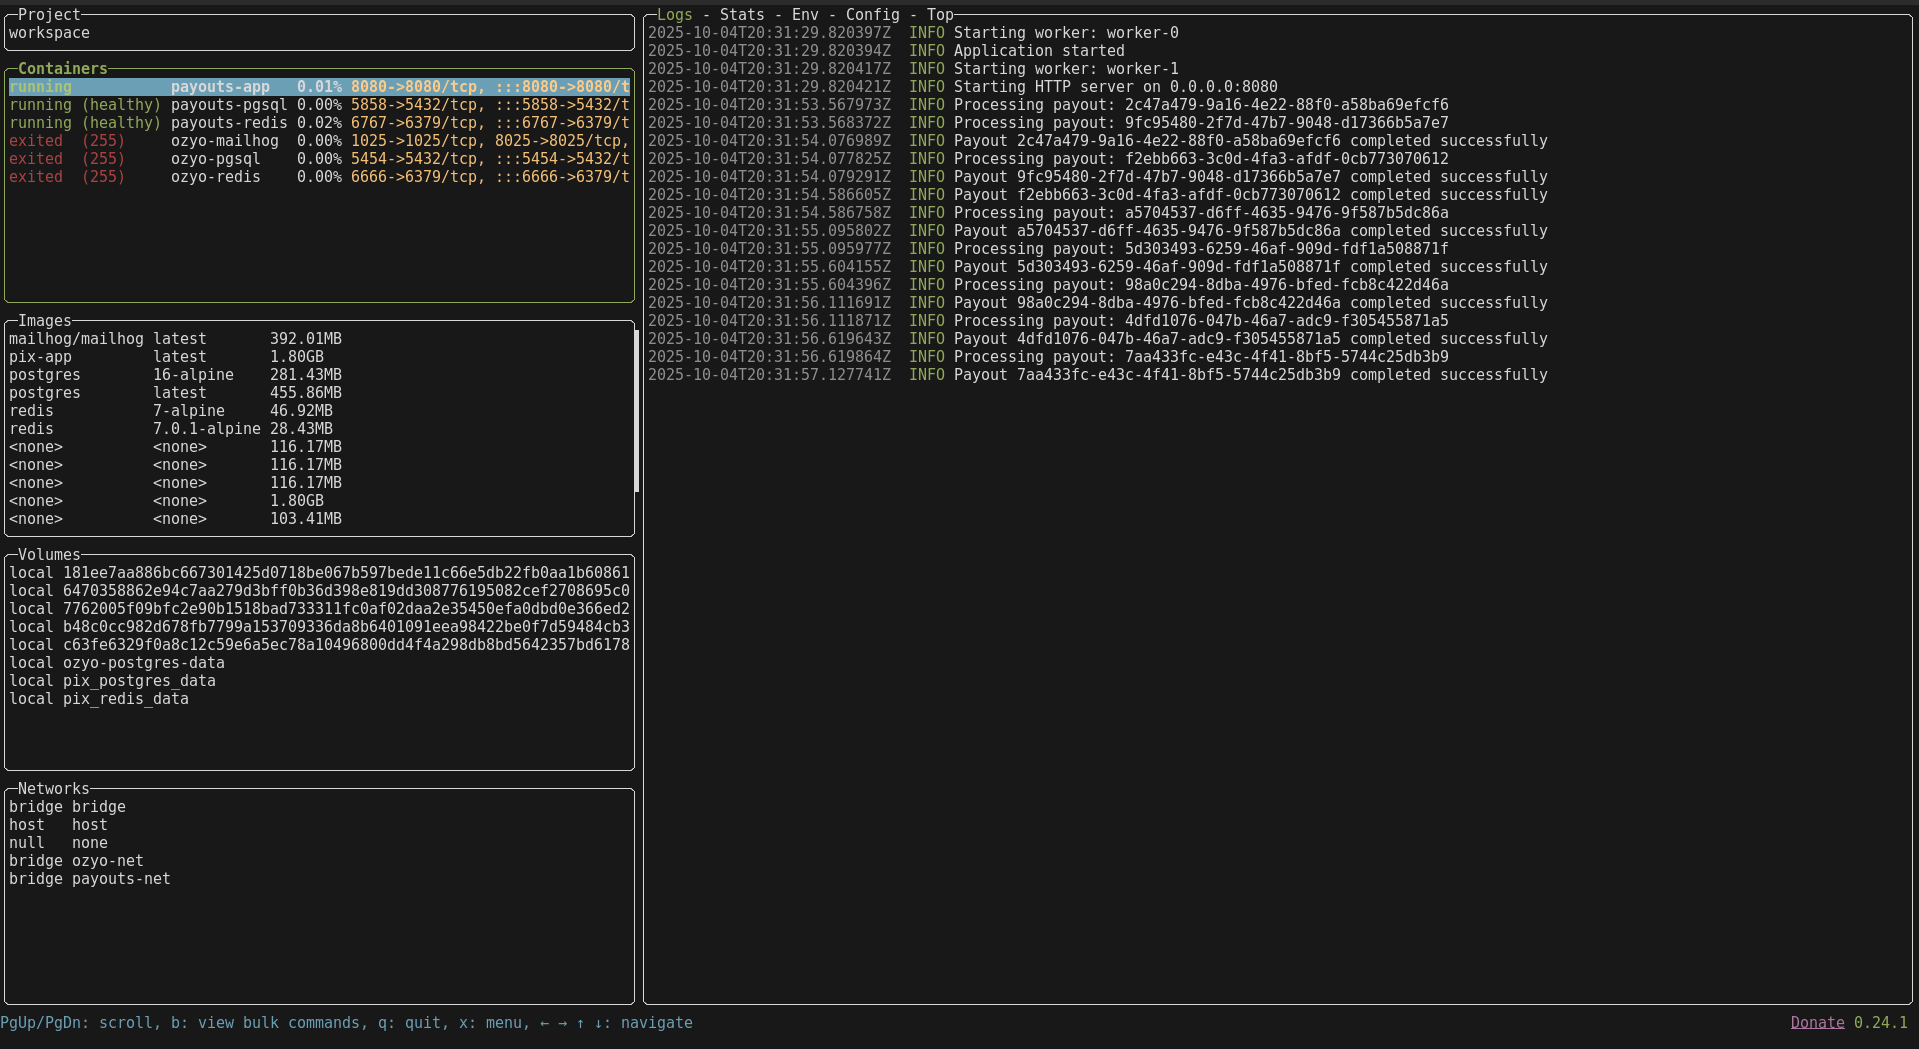 Project
workspace
Containers
running           payouts-app   0.01% 8080->8080/tcp, :::8080->8080/t
running (healthy) payouts-pgsql 0.00% 5858->5432/tcp, :::5858->5432/t
running (healthy) payouts-redis 0.02% 6767->6379/tcp, :::6767->6379/t
exited  (255)     ozyo-mailhog  0.00% 1025->1025/tcp, 8025->8025/tcp,
exited  (255)     ozyo-pgsql    0.00% 5454->5432/tcp, :::5454->5432/t
exited  (255)     ozyo-redis    0.00% 6666->6379/tcp, :::6666->6379/t
Images
mailhog/mailhog latest       392.01MB
pix-app         latest       1.80GB
postgres        16-alpine    281.43MB
postgres        latest       455.86MB
redis           7-alpine     46.92MB
redis           7.0.1-alpine 28.43MB
<none>          <none>       116.17MB
<none>          <none>       116.17MB
<none>          <none>       116.17MB
<none>          <none>       1.80GB
<none>          <none>       103.41MB
Volumes
local 181ee7aa886bc667301425d0718be067b597bede11c66e5db22fb0aa1b60861
local 6470358862e94c7aa279d3bff0b36d398e819dd308776195082cef2708695c0
local 7762005f09bfc2e90b1518bad733311fc0af02daa2e35450efa0dbd0e366ed2
local b48c0cc982d678fb7799a153709336da8b6401091eea98422be0f7d59484cb3
local c63fe6329f0a8c12c59e6a5ec78a10496800dd4f4a298db8bd5642357bd6178
local ozyo-postgres-data
local pix_postgres_data
local pix_redis_data
Networks
bridge bridge
host   host
null   none
bridge ozyo-net
bridge payouts-net
Logs - Stats - Env - Config - Top
2025-10-04T20:31:29.820397Z  INFO Starting worker: worker-0
2025-10-04T20:31:29.820394Z  INFO Application started
2025-10-04T20:31:29.820417Z  INFO Starting worker: worker-1
2025-10-04T20:31:29.820421Z  INFO Starting HTTP server on 0.0.0.0:8080
2025-10-04T20:31:53.567973Z  INFO Processing payout: 2c47a479-9a16-4e22-88f0-a58ba69efcf6
2025-10-04T20:31:53.568372Z  INFO Processing payout: 9fc95480-2f7d-47b7-9048-d17366b5a7e7
2025-10-04T20:31:54.076989Z  INFO Payout 2c47a479-9a16-4e22-88f0-a58ba69efcf6 completed successfully
2025-10-04T20:31:54.077825Z  INFO Processing payout: f2ebb663-3c0d-4fa3-afdf-0cb773070612
2025-10-04T20:31:54.079291Z  INFO Payout 9fc95480-2f7d-47b7-9048-d17366b5a7e7 completed successfully
2025-10-04T20:31:54.586605Z  INFO Payout f2ebb663-3c0d-4fa3-afdf-0cb773070612 completed successfully
2025-10-04T20:31:54.586758Z  INFO Processing payout: a5704537-d6ff-4635-9476-9f587b5dc86a
2025-10-04T20:31:55.095802Z  INFO Payout a5704537-d6ff-4635-9476-9f587b5dc86a completed successfully
2025-10-04T20:31:55.095977Z  INFO Processing payout: 5d303493-6259-46af-909d-fdf1a508871f
2025-10-04T20:31:55.604155Z  INFO Payout 5d303493-6259-46af-909d-fdf1a508871f completed successfully
2025-10-04T20:31:55.604396Z  INFO Processing payout: 98a0c294-8dba-4976-bfed-fcb8c422d46a
2025-10-04T20:31:56.111691Z  INFO Payout 98a0c294-8dba-4976-bfed-fcb8c422d46a completed successfully
2025-10-04T20:31:56.111871Z  INFO Processing payout: 4dfd1076-047b-46a7-adc9-f305455871a5
2025-10-04T20:31:56.619643Z  INFO Payout 4dfd1076-047b-46a7-adc9-f305455871a5 completed successfully
2025-10-04T20:31:56.619864Z  INFO Processing payout: 7aa433fc-e43c-4f41-8bf5-5744c25db3b9
2025-10-04T20:31:57.127741Z  INFO Payout 7aa433fc-e43c-4f41-8bf5-5744c25db3b9 completed successfully
PgUp/PgDn: scroll, b: view bulk commands, q: quit, x: menu, ← → ↑ ↓: navigate
Donate 0.24.1